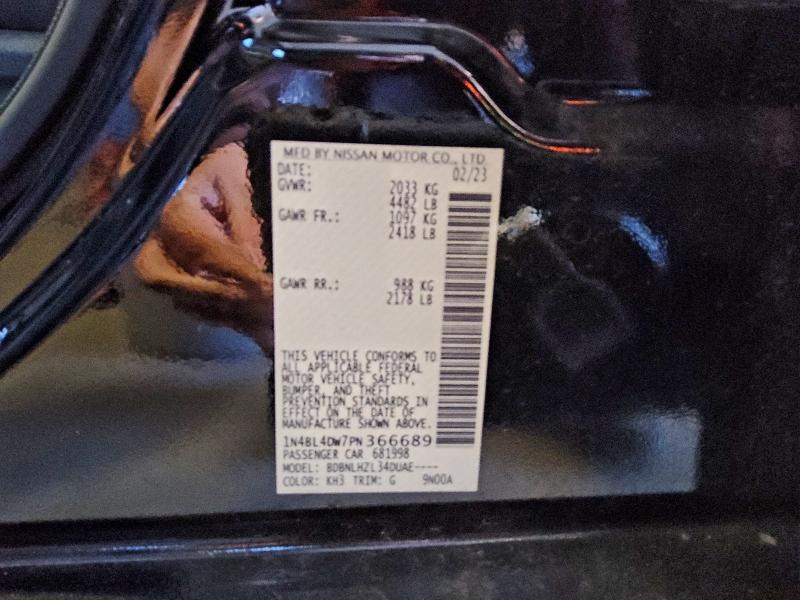 MFD BY NISSAN MOTOR CO., LTD.
DATE: 02/23
GVWR: 2033 KG
4482 LB
GAWR FR.: 1097 KG
2418 LB
GAWR RR.: 988 KG
2178 LB
THIS VEHICLE CONFORMS TO
ALL APPLICABLE FEDERAL
MOTOR VEHICLE SAFETY,
BUMPER, AND THEFT
PREVENTION STANDARDS IN
EFFECT ON THE DATE OF
MANUFACTURE SHOWN ABOVE.
1N4BL4DW7PN366689
PASSENGER CAR 681998
MODEL: BDBNLHZL34DUAE----
COLOR: KH3 TRIM: G 9N00A